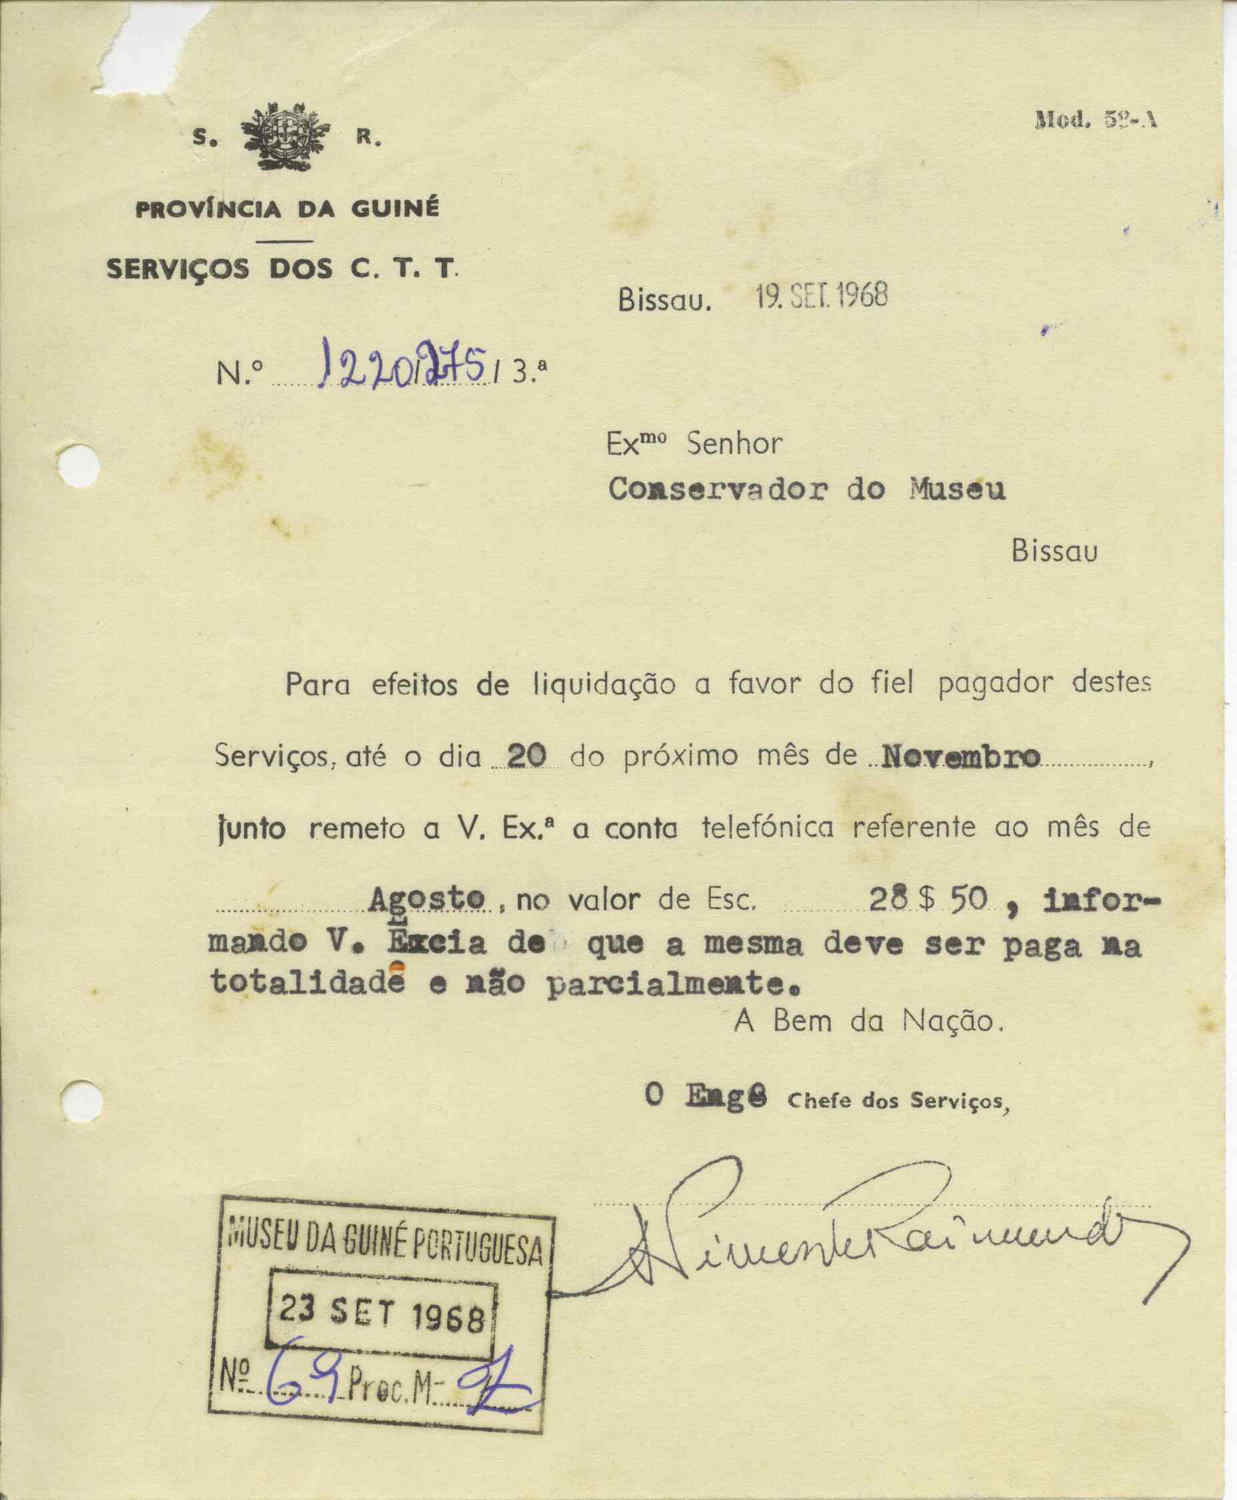 S. R.
Mod. 58-A
PROVÍNCIA DA GUINÉ
SERVIÇOS DOS C. T. T.
Bissau. 19. SET. 1968
N.º 1220/275/3.ª
Exmo Senhor
Conservador do Museu
Bissau
Para efeitos de liquidação a favor do fiel pagador destes
Serviços, até o dia 20 do próximo mês de Novembro,
junto remeto a V. Ex.ª a conta telefónica referente ao mês de
Agosto, no valor de Esc. 28$50, infor-
mando V. Excia de que a mesma deve ser paga na
totalidade e não parcialmente.
A Bem da Nação.
O Engº Chefe dos Serviços,
A Pimentel Raimundo
MUSEU DA GUINÉ PORTUGUESA
23 SET 1968
Nº 69 Proc. M-